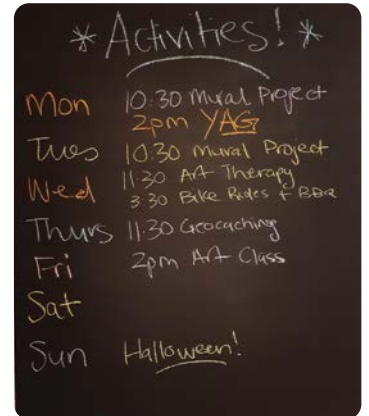 * Activities! *
Mon 10:30 Mural Project
2pm YAG
Tues 10:30 Mural Project
Wed 11:30 Art Therapy
3:30 Bike Rides + BBQ
Thurs 11:30 Geocaching
Fri 2pm Art Class
Sat
Sun Halloween!